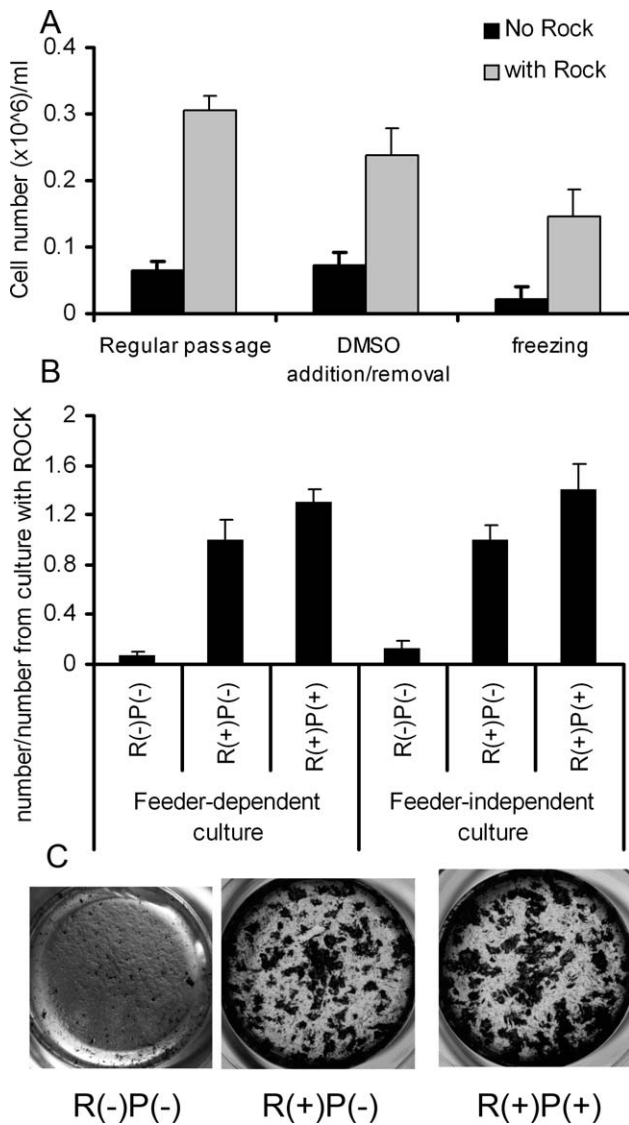 A
No Rock
with Rock
Cell number (x10^6)/ml
0.4
0.3
0.2
0.1
0
Regular passage
DMSO
addition/removal
freezing
B
number/number from culture with ROCK
2
1.6
1.2
0.8
0.4
0
R(-)P(-)
R(+)P(-)
R(+)P(+)
R(-)P(-)
R(+)P(-)
R(+)P(+)
Feeder-dependent
culture
Feeder-independent
culture
C
R(-)P(-)
R(+)P(-)
R(+)P(+)